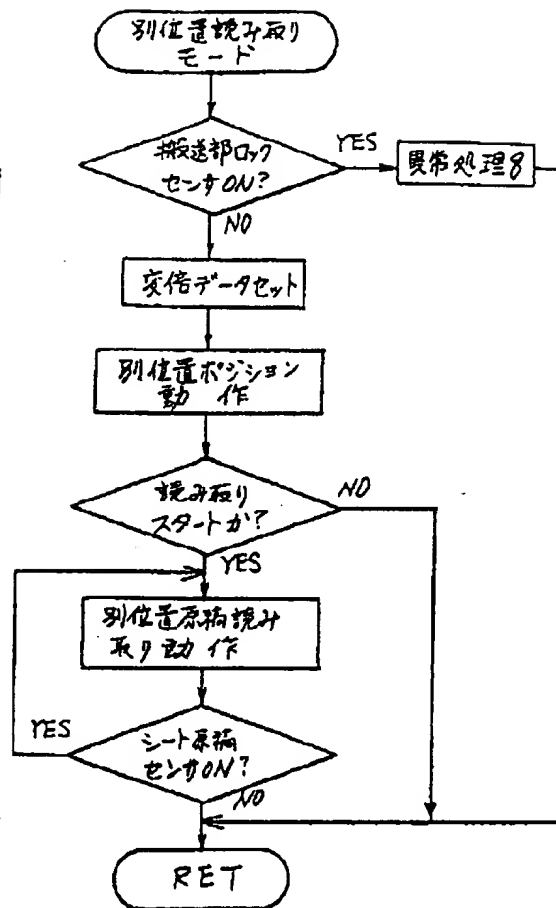 別位置読み取り
モード
搬送部ロック
センサON?
YES
異常処理8
NO
変倍データセット
別位置ポジション
動作
読み取り
スタートか?
NO
YES
別位置原稿読み
取り動作
YES
シート原稿
センサON?
NO
RET